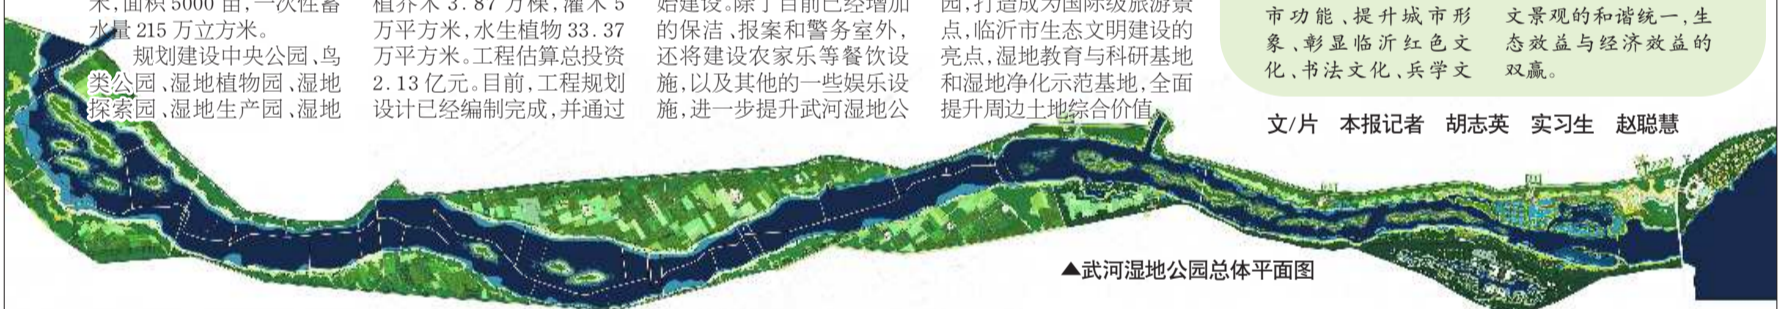 米,面积5000亩,一次性蓄
水量215万立方米。
规划建设中央公园、鸟
类公园、湿地植物园、湿地
探索园、湿地生产园、湿地
植乔木3.87万棵,灌木5
万平方米,水生植物33.37
万平方米。工程估算总投资
2.13亿元。目前,工程规划
设计已经编制完成,并通过
始建设。除了目前已经增加
的保洁、报案和警务室外,
还将建设农家乐等餐饮设
施,以及其他的一些娱乐设
施,进一步提升武河湿地公
园,打造成为国际级旅游景
点,临沂市生态文明建设的
亮点,湿地教育与科研基地
和湿地净化示范基地,全面
提升周边土地综合价值。
市功能、提升城市形
象、彰显临沂红色文
化、书法文化、兵学文
文景观的和谐统一,生
态效益与经济效益的
双赢。
文/片 本报记者 胡志英 实习生 赵聪慧
▲武河湿地公园总体平面图